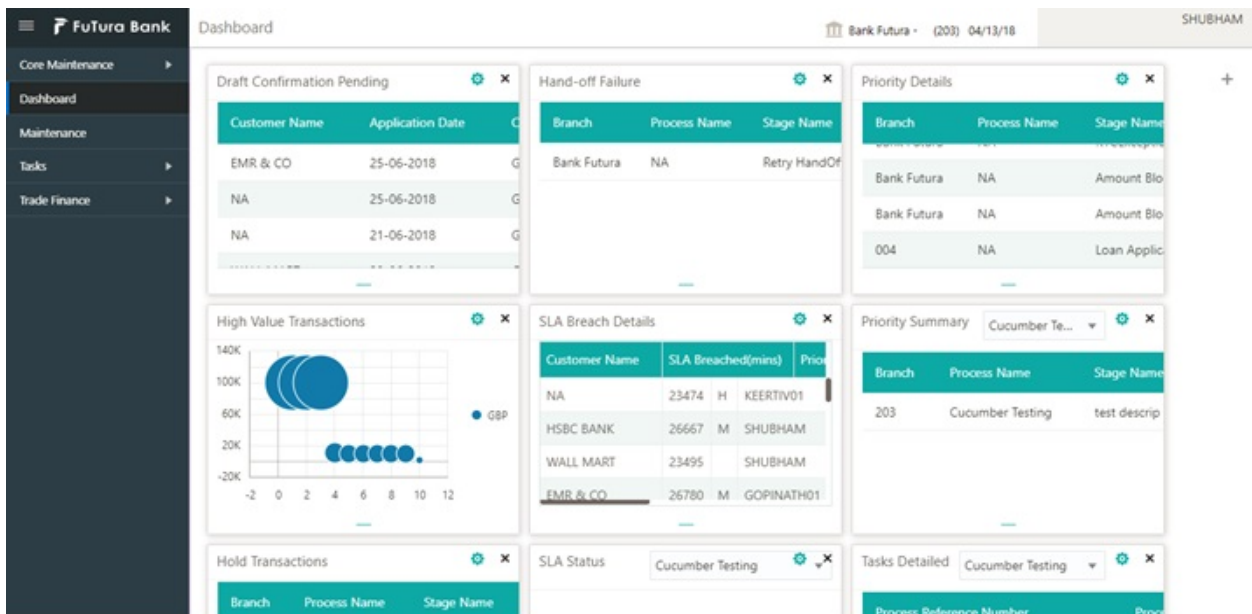 FuTura Bank
Dashboard
Bank Futura - (203) 04/13/18
SHUBHAM
Core Maintenance
Dashboard
Maintenance
Tasks
Trade Finance
Draft Confirmation Pending
Customer Name Application Date
EMR & CO 25-06-2018 G
NA 25-06-2018 G
NA 21-06-2018 G
Hand-off Failure
Branch Process Name Stage Name
Bank Futura NA Retry HandOf
Priority Details
Branch Process Name Stage Name
Bank Futura NA Amount Blo
Bank Futura NA Amount Blo
004 NA Loan Applic
High Value Transactions
140K
100K
60K
20K
-20K
-2 0 2 4 6 8 10 12
GBP
SLA Breach Details
Customer Name SLA Breached(mins) Prior
NA 23474 H KEERTIV01
HSBC BANK 26667 M SHUBHAM
WALL MART 23495 SHUBHAM
EMR & CO 26780 M GOPINATH01
Priority Summary Cucumber Te...
Branch Process Name Stage Name
203 Cucumber Testing test descrip
Hold Transactions
Branch Process Name Stage Name
SLA Status Cucumber Testing
Tasks Detailed Cucumber Testing
Process Reference Number Proce